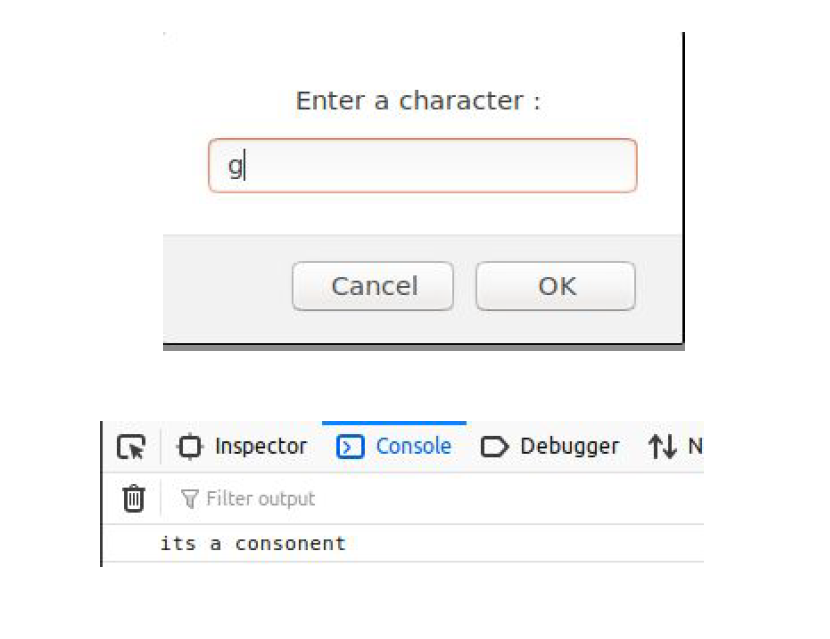 Enter a character :
g
Cancel OK
Inspector Console Debugger N
Filter output
its a consonent